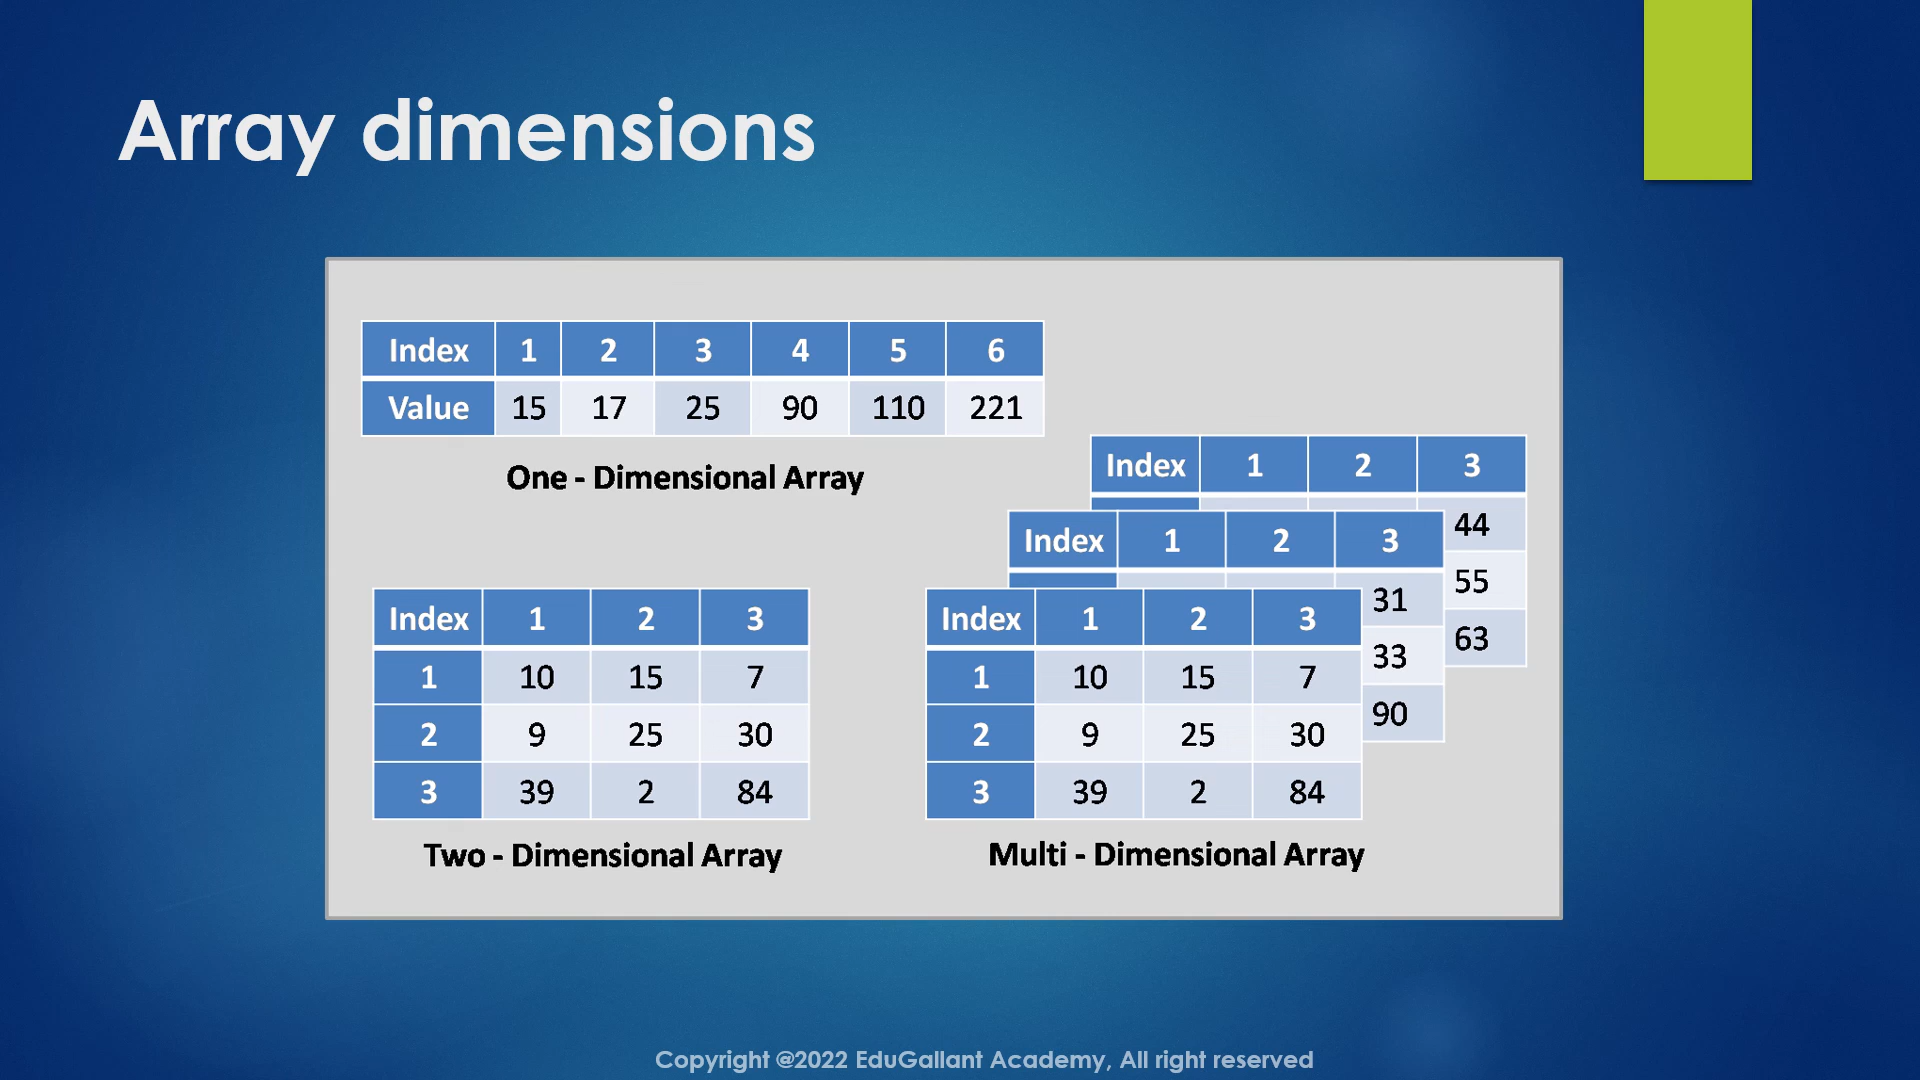 Array dimensions
Index 1 2 3 4 5 6
Value 15 17 25 90 110 221
One - Dimensional Array
Index 1 2 3
10 15 7
1 10 15 7
2 9 25 30
3 39 2 84
Two - Dimensional Array
Index 1 2 3
44
55
63
Index 1 2 3
31
33
90
Index 1 2 3
1 10 15 7
2 9 25 30
3 39 2 84
Multi - Dimensional Array
Copyright @2022 EduGallant Academy, All right reserved